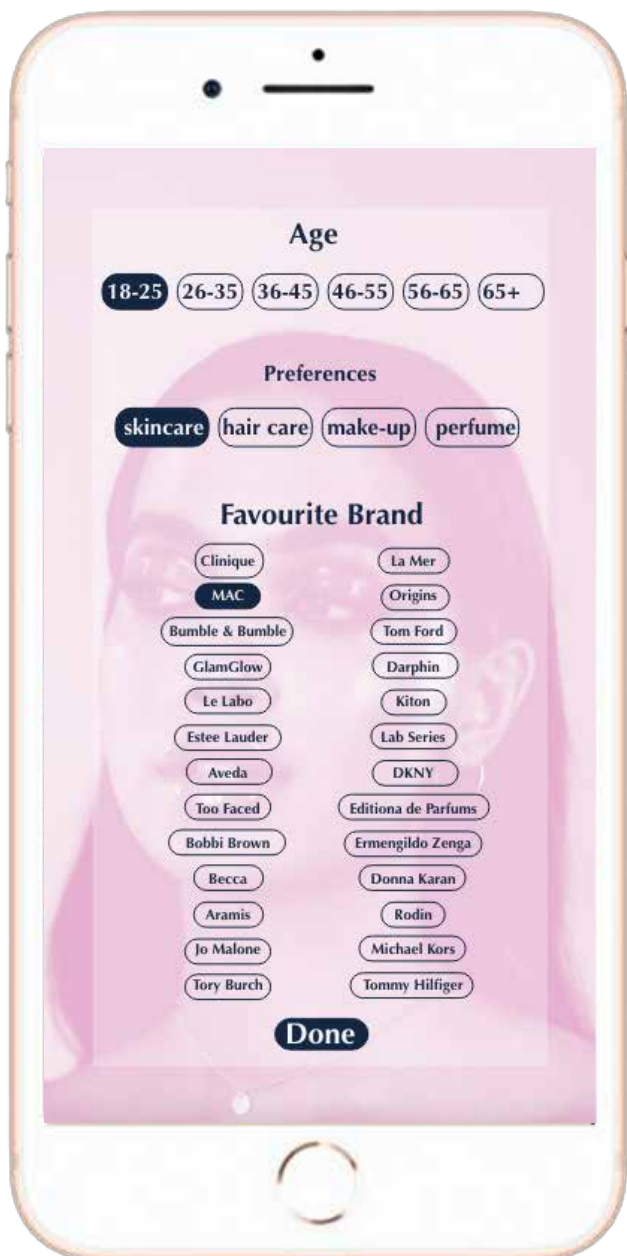 Age
18-25 26-35 36-45 46-55 56-65 65+
Preferences
skincare hair care make-up perfume
Favourite Brand
Clinique La Mer
MAC Origins
Bumble & Bumble Tom Ford
GlamGlow Darphin
Le Labo Kiton
Estee Lauder Lab Series
Aveda DKNY
Too Faced Editiona de Parfums
Bobbi Brown Ermengildo Zenga
Becca Donna Karan
Aramis Rodin
Jo Malone Michael Kors
Tory Burch Tommy Hilfiger
Done